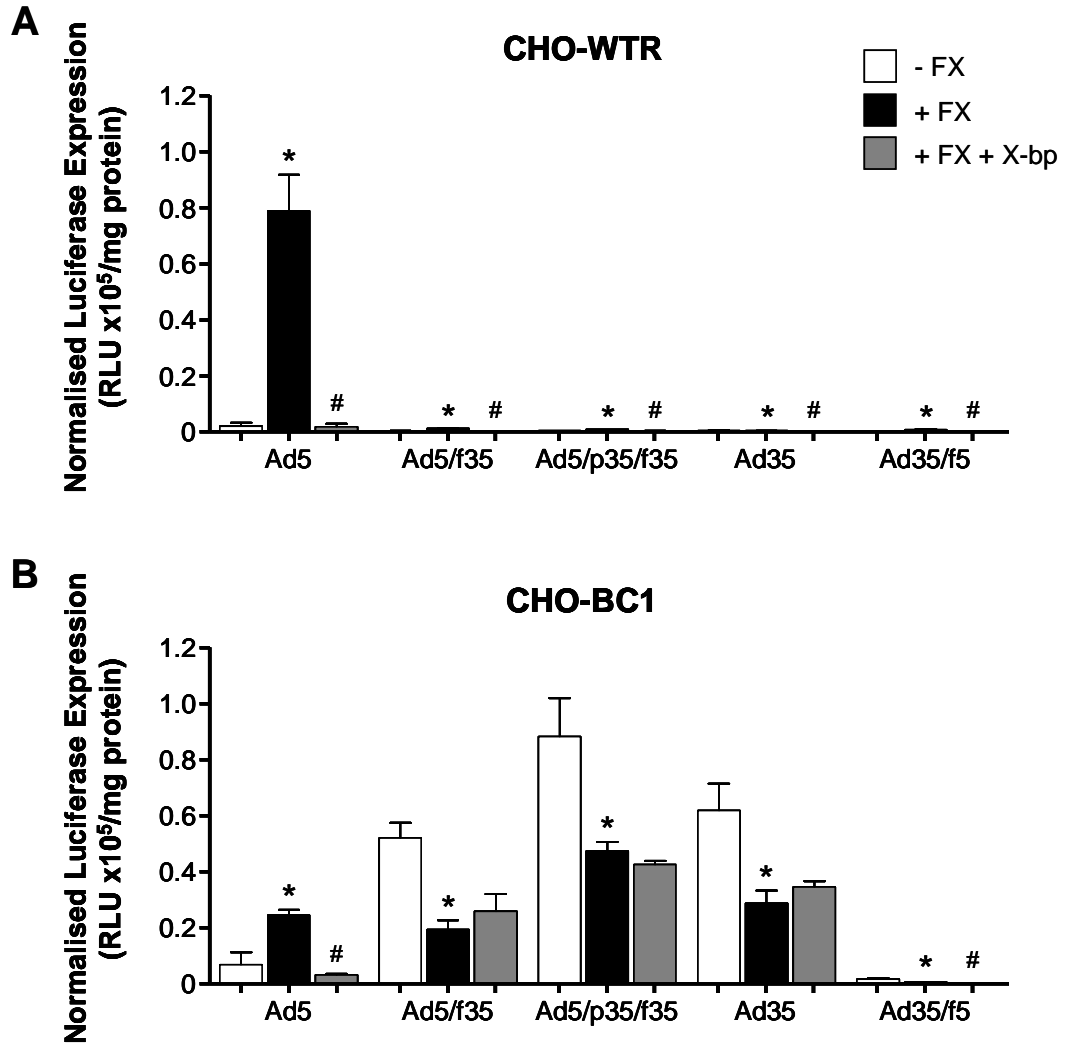 A
CHO-WTR
- FX
+ FX
+ FX + X-bp
Normalised Luciferase Expression
(RLU x10⁵/mg protein)
1.2
1.0
0.8
0.6
0.4
0.2
0
*
#
*
#
*
#
*
#
*
#
Ad5
Ad5/f35
Ad5/p35/f35
Ad35
Ad35/f5
B
CHO-BC1
Normalised Luciferase Expression
(RLU x10⁵/mg protein)
1.2
1.0
0.8
0.6
0.4
0.2
0
*
#
*
*
*
*
#
Ad5
Ad5/f35
Ad5/p35/f35
Ad35
Ad35/f5